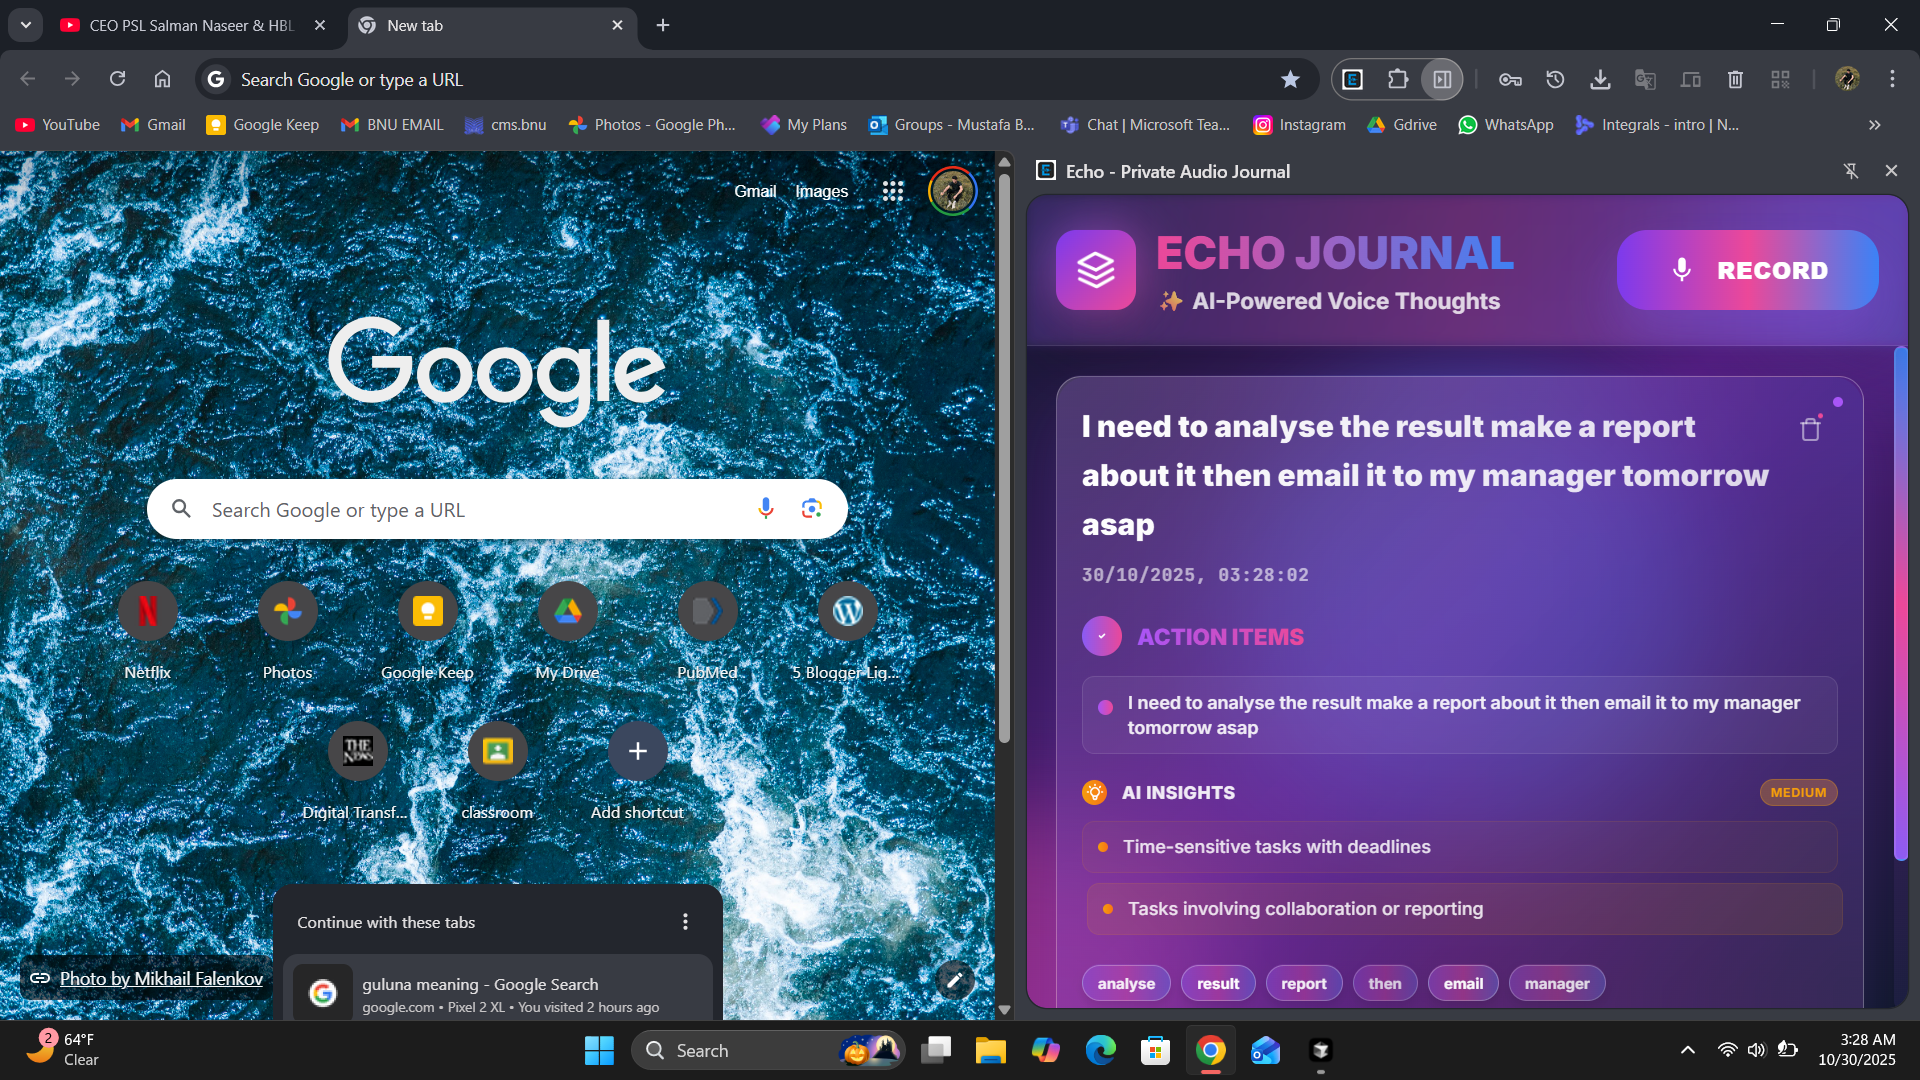 CEO PSL Salman Naseer & HBL
New tab
Search Google or type a URL
YouTube
Gmail
Google Keep
BNU EMAIL
cms.bnu
Photos - Google Ph...
My Plans
Groups - Mustafa B...
Chat | Microsoft Tea...
Instagram
Gdrive
WhatsApp
Integrals - intro | N...
Gmail
Images
Google
Search Google or type a URL
Netflix
Photos
Google Keep
My Drive
PubMed
5 Blogger-Liq...
THE NEWS
Digital Transf...
classroom
Add shortcut
Continue with these tabs
guluna meaning - Google Search
google.com • Pixel 2 XL • You visited 2 hours ago
Photo by Mikhail Falenkov
Echo - Private Audio Journal
ECHO JOURNAL
✨ AI-Powered Voice Thoughts
RECORD
I need to analyse the result make a report
about it then email it to my manager tomorrow
asap
30/10/2025, 03:28:02
ACTION ITEMS
I need to analyse the result make a report about it then email it to my manager
tomorrow asap
AI INSIGHTS
MEDIUM
Time-sensitive tasks with deadlines
Tasks involving collaboration or reporting
analyse
result
report
then
email
manager
2
64°F
Clear
Search
3:28 AM
10/30/2025